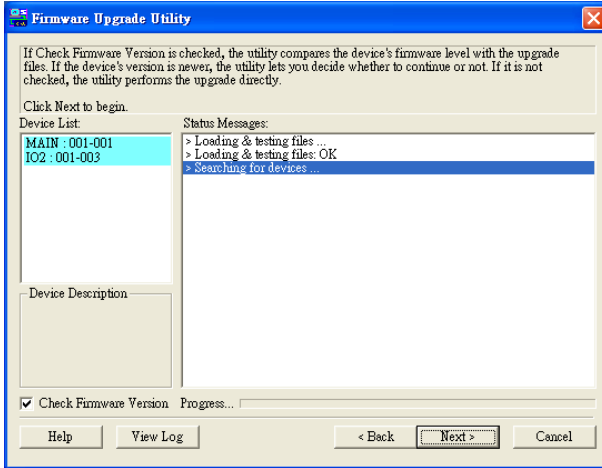 Firmware Upgrade Utility
If Check Firmware Version is checked, the utility compares the device's firmware level with the upgrade
files. If the device's version is newer, the utility lets you decide whether to continue or not. If it is not
checked, the utility performs the upgrade directly.
Click Next to begin.
Device List:
Status Messages:
MAIN : 001-001
IO2 : 001-003
> Loading & testing files ...
> Loading & testing files: OK
> Searching for devices ...
Device Description
Check Firmware Version
Progress...
Help
View Log
< Back
Next >
Cancel